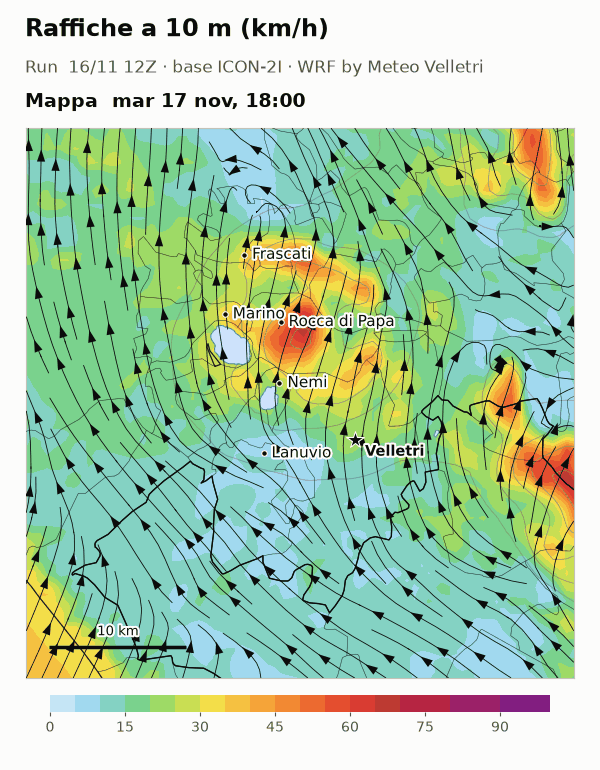 Raffiche a 10 m (km/h)
Run 16/11 12Z · base ICON-2I · WRF by Meteo Velletri
Mappa mar 17 nov, 18:00
Frascati
Marino
Rocca di Papa
Nemi
Velletri
Lanuvio
10 km
0 15 30 45 60 75 90